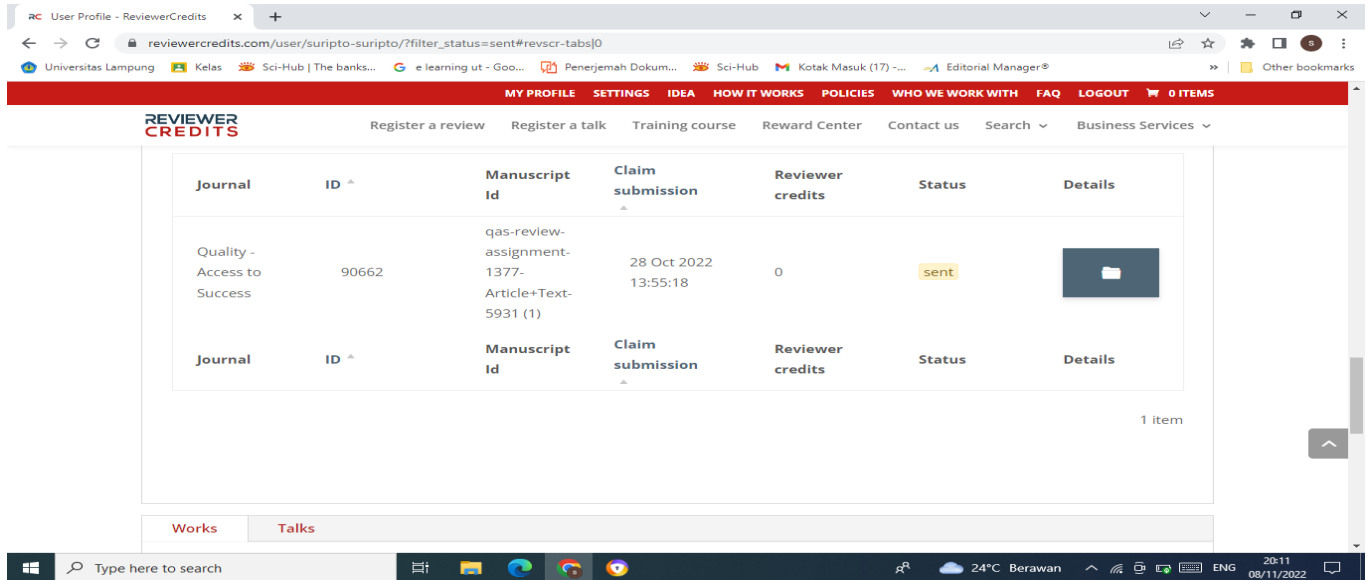 RC User Profile - ReviewerCredits
reviewercredits.com/user/suripto-suripto/?filter_status=sent#revscr-tabs|0
S
Universitas Lampung Kelas Sci-Hub | The banks... G e learning ut - Goo... Penerjemah Dokum... Sci-Hub Kotak Masuk (17) -... Editorial Manager® » Other bookmarks
MY PROFILE SETTINGS IDEA HOW IT WORKS POLICIES WHO WE WORK WITH FAQ LOGOUT 0 ITEMS
REVIEWER
CREDITS
Register a review Register a talk Training course Reward Center Contact us Search Business Services
Journal ID Manuscript Id Claim submission Reviewer credits Status Details
Quality - Access to Success 90662 qas-review-assignment-1377-Article+Text-5931 (1) 28 Oct 2022 13:55:18 0 sent
Journal ID Manuscript Id Claim submission Reviewer credits Status Details
1 item
Works Talks
Type here to search
24°C Berawan
ENG
20:11
08/11/2022